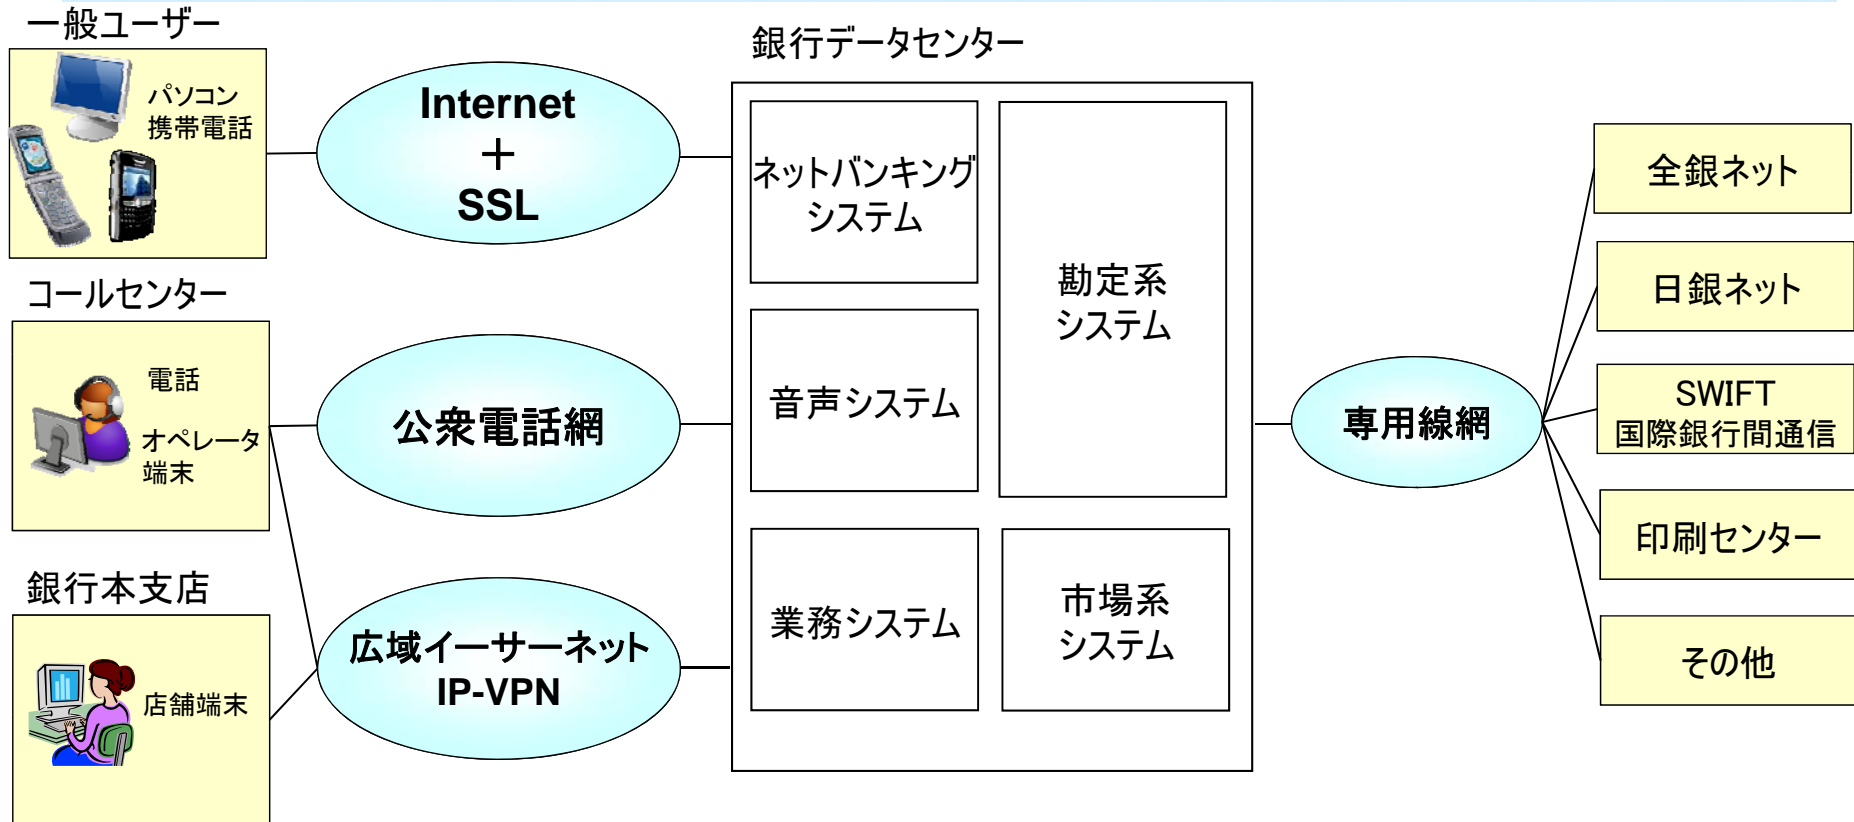 一般ユーザー
パソコン
携帯電話
Internet
＋
SSL
コールセンター
電話
オペレータ
端末
公衆電話網
銀行本支店
店舗端末
広域イーサーネット
IP-VPN
銀行データセンター
ネットバンキング
システム
音声システム
業務システム
勘定系
システム
市場系
システム
専用線網
全銀ネット
日銀ネット
SWIFT
国際銀行間通信
印刷センター
その他